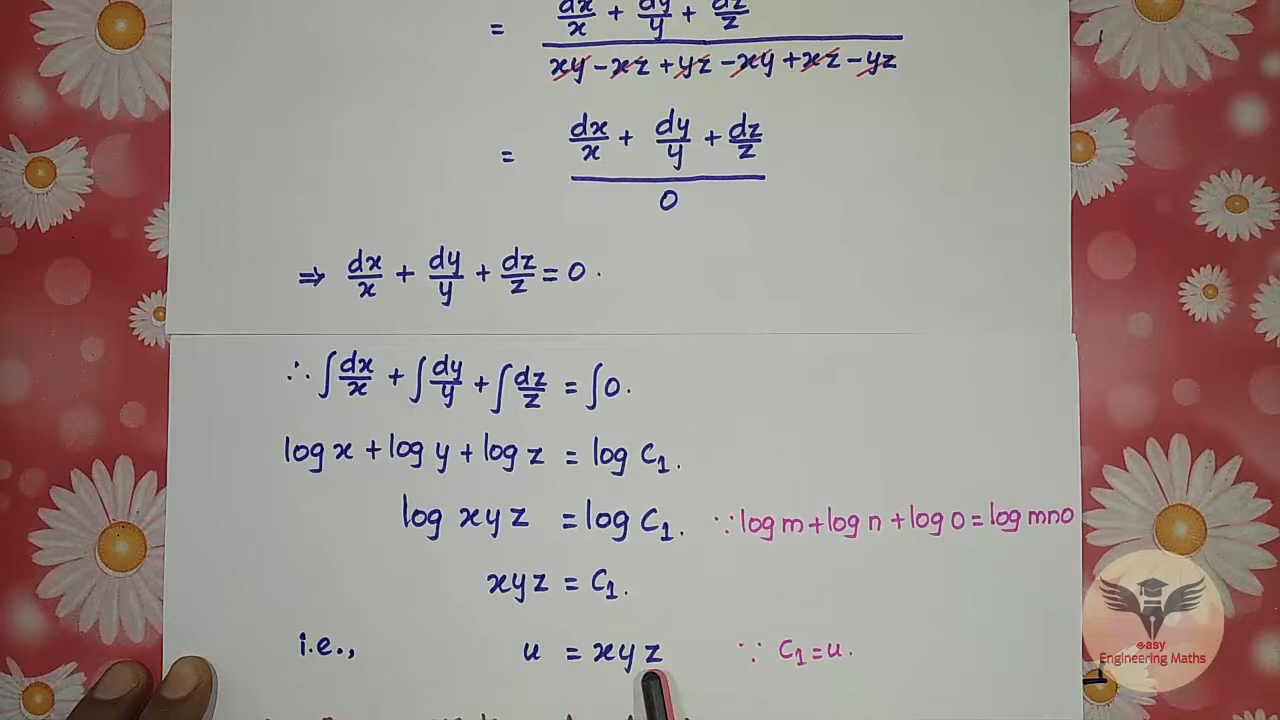 = dx/x + dy/y + dz/z
xy - xz + yz - xy + xz - yz
= dx/x + dy/y + dz/z
0
⇒ dx/x + dy/y + dz/z = 0.
∴ ∫dx/x + ∫dy/y + ∫dz/z = ∫0.
log x + log y + log z = log c₁.
log xyz = log c₁. ∵ log m + log n + log o = log mno
xyz = c₁.
i.e., u = xyz ∵ c₁ = u.
easy
Engineering Maths